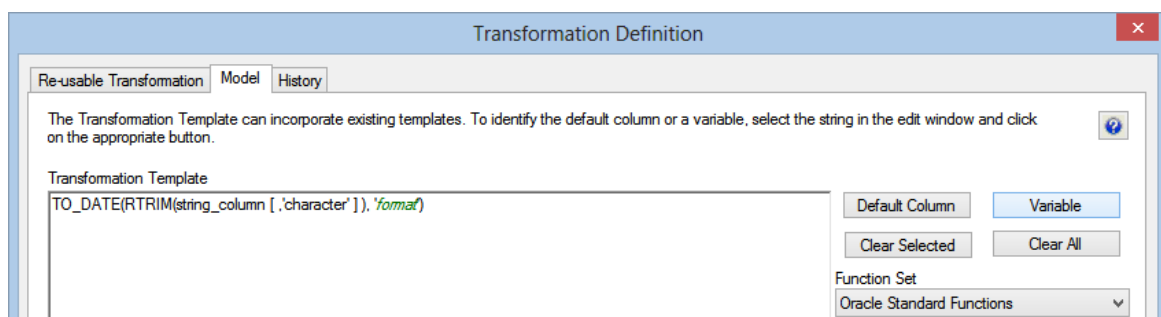 Transformation Definition
Re-usable Transformation Model History
The Transformation Template can incorporate existing templates. To identify the default column or a variable, select the string in the edit window and click
on the appropriate button.
Transformation Template
TO_DATE(RTRIM(string_column [ ,'character' ] ), 'format')
Default Column Variable
Clear Selected Clear All
Function Set
Oracle Standard Functions